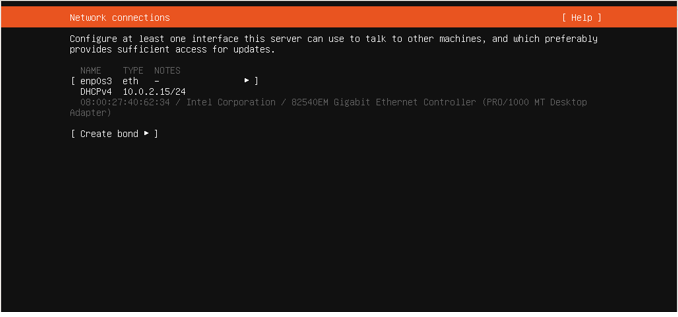 Network connections [ Help ]
Configure at least one interface this server can use to talk to other machines, and which preferably
provides sufficient access for updates.
NAME TYPE NOTES
[ enp0s3 eth – ▸ ]
DHCPv4 10.0.2.15/24
08:00:27:40:62:34 / Intel Corporation / 82540EM Gigabit Ethernet Controller (PRO/1000 MT Desktop
Adapter)
[ Create bond ▸ ]